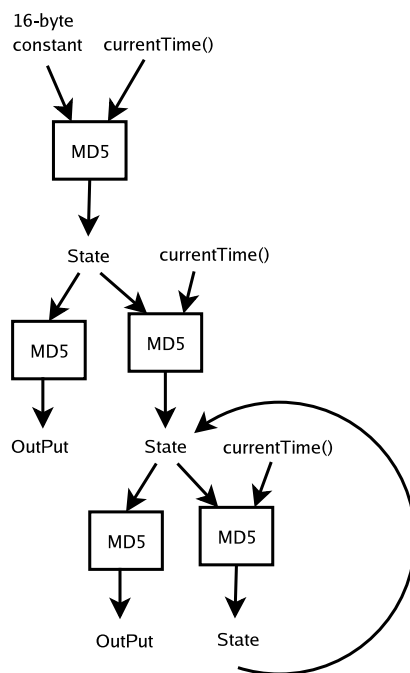 16-byte
constant
currentTime()
MD5
State
currentTime()
MD5
MD5
OutPut
State
currentTime()
MD5
MD5
OutPut
State